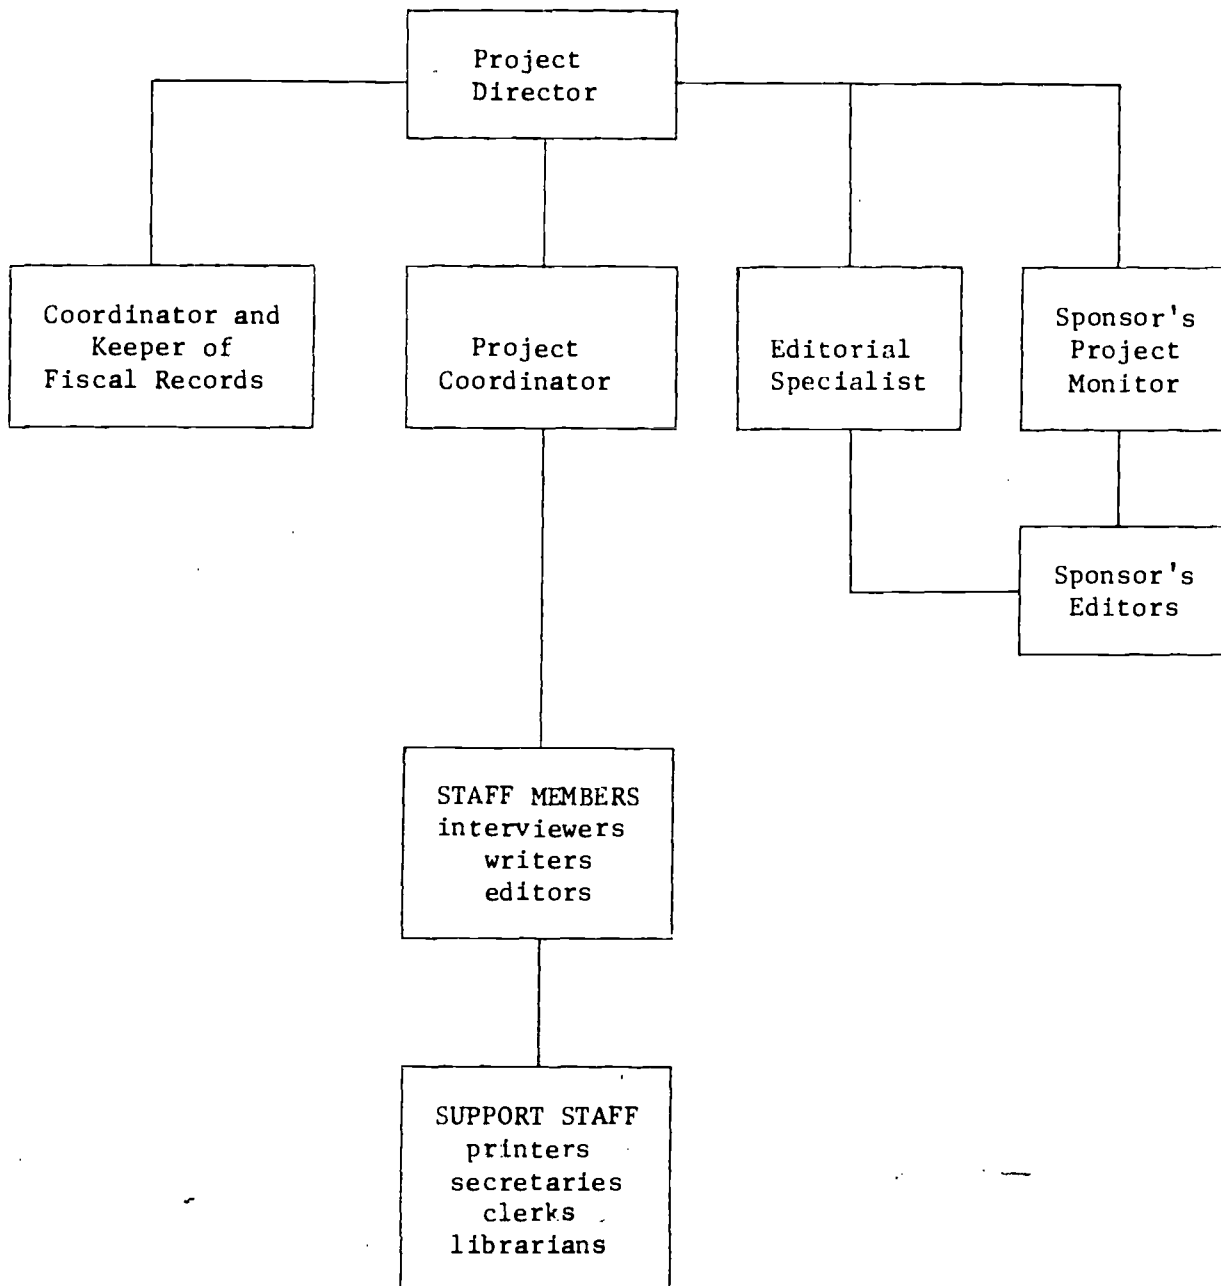 Project
Director
Coordinator and
Keeper of
Fiscal Records
Project
Coordinator
Editorial
Specialist
Sponsor's
Project
Monitor
Sponsor's
Editors
STAFF MEMBERS
interviewers
writers
editors
SUPPORT STAFF
printers
secretaries
clerks
librarians